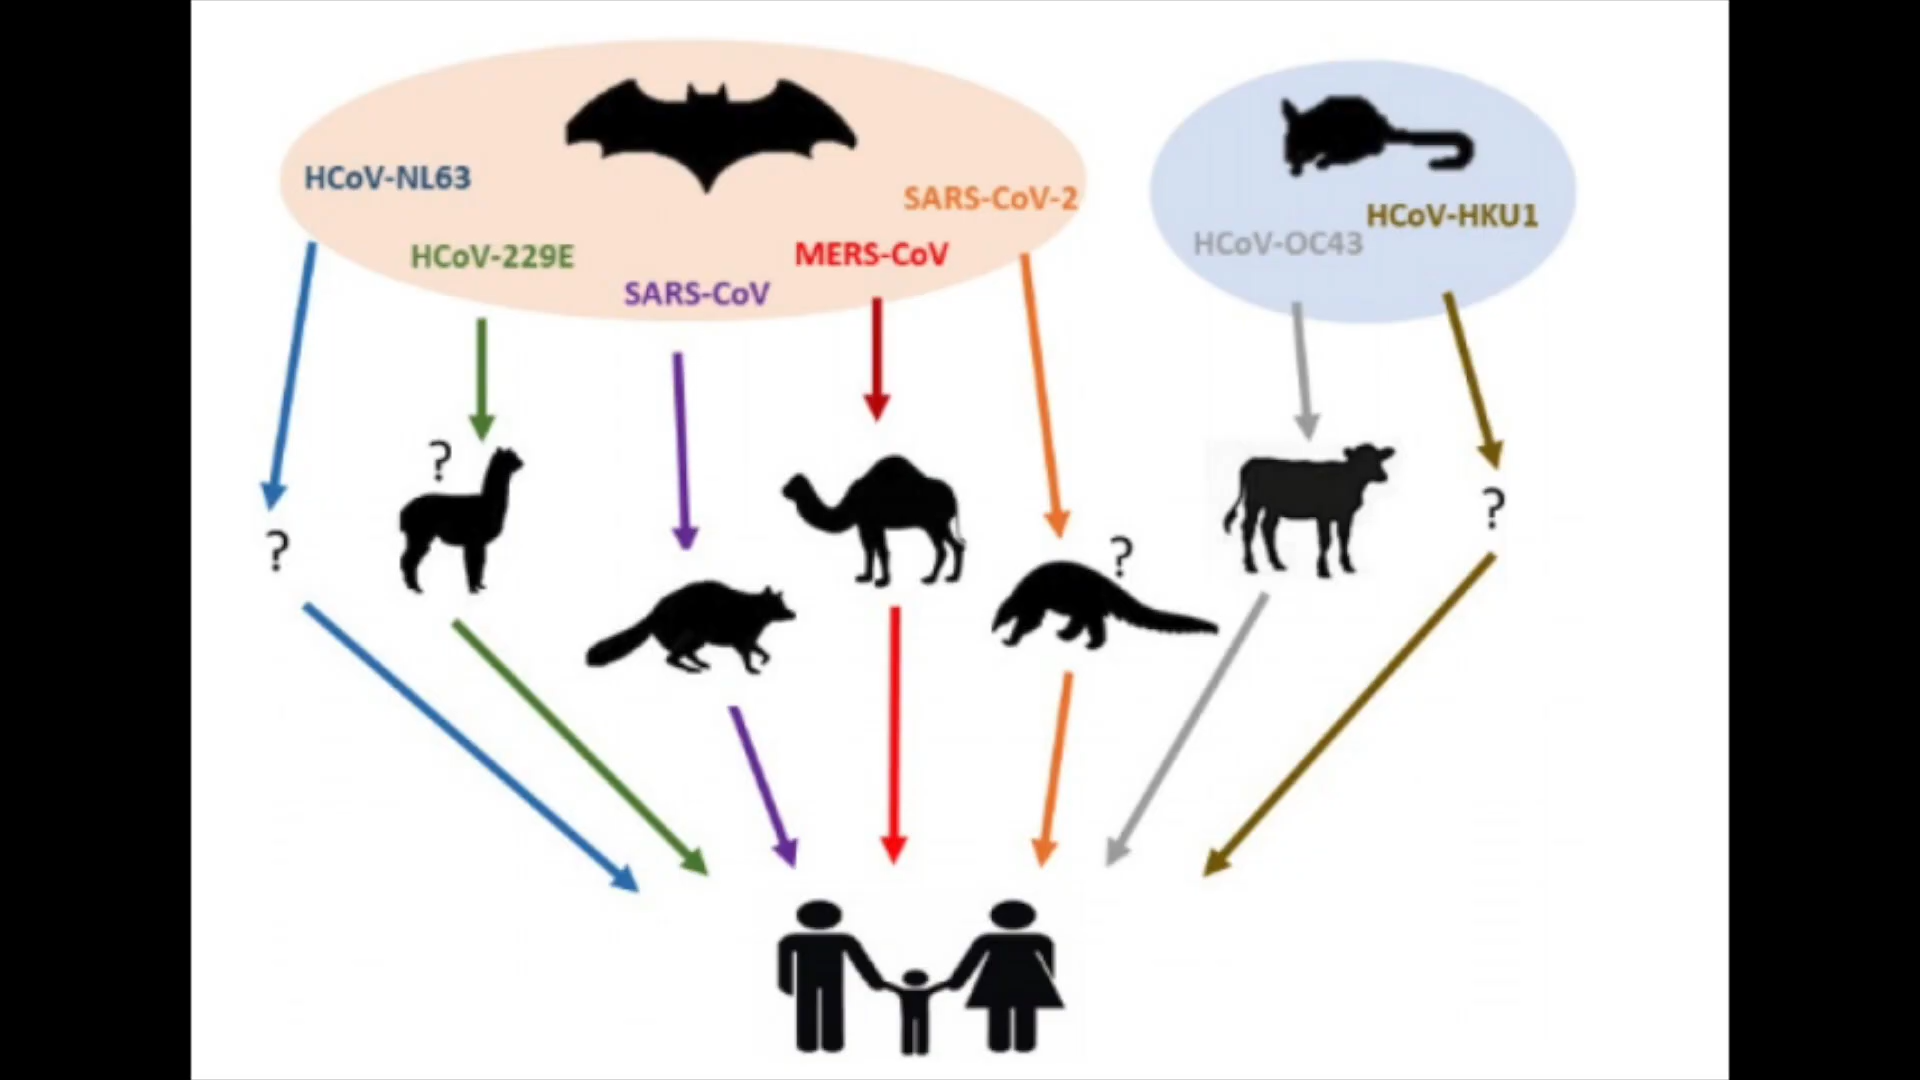 HCoV-NL63
HCoV-229E
SARS-CoV
MERS-CoV
SARS-CoV-2
HCoV-OC43
HCoV-HKU1
?
?
?
?